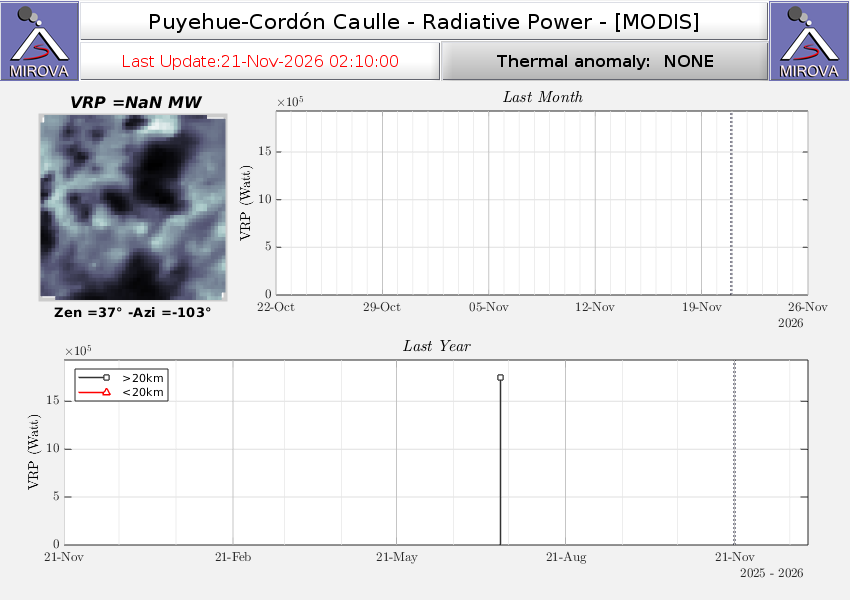 Puyehue-Cordón Caulle - Radiative Power - [MODIS]
MIROVA
Last Update:21-Nov-2026 02:10:00
Thermal anomaly: NONE
MIROVA
VRP =NaN MW
Zen =37° -Azi =-103°
Last Month
×10⁵
VRP (Watt)
15
10
5
0
22-Oct 29-Oct 05-Nov 12-Nov 19-Nov 26-Nov
2026
Last Year
×10⁵
VRP (Watt)
15
10
5
0
>20km
<20km
21-Nov 21-Feb 21-May 21-Aug 21-Nov
2025 - 2026